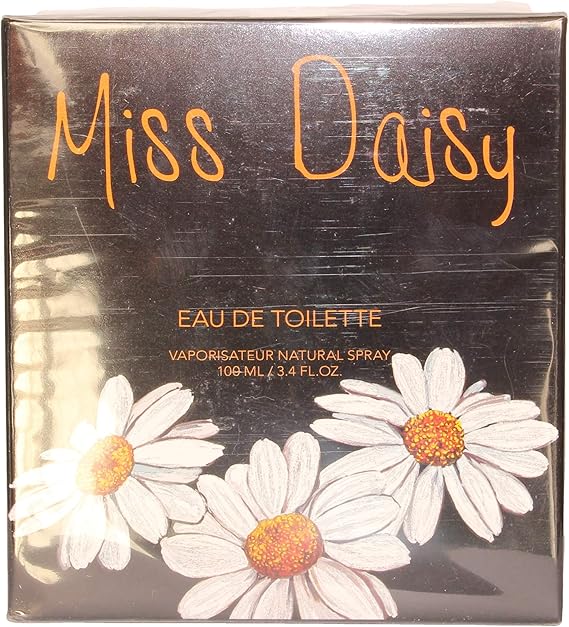 Miss Daisy
EAU DE TOILETTE
VAPORISATEUR NATURAL SPRAY
100 ML / 3.4 FL.OZ.